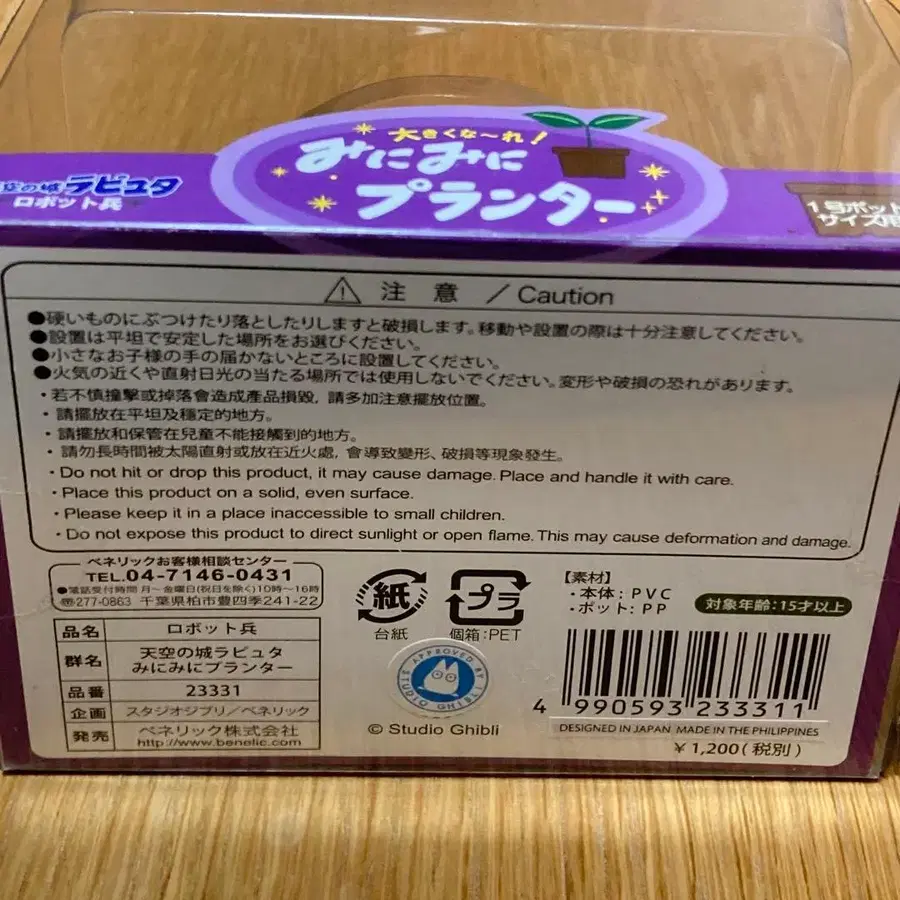 大きくな〜れ!
みにみに
プランター
空の城ラピュタ
ロボット兵
1号ポット
サイズ用
注意 / Caution
●硬いものにぶつけたり落としたりしますと破損します。移動や設置の際は十分注意してください。
●設置は平坦で安定した場所をお選びください。
●小さなお子様の手の届かないところに設置してください。
●火気の近くや直射日光の当たる場所では使用しないでください。変形や破損の恐れがあります。
・若不慎撞擊或掉落會造成產品損毀, 請多加注意擺放位置。
・請擺放在平坦及穩定的地方。
・請擺放和保管在兒童不能接觸到的地方。
・請勿長時間被太陽直射或放在近火處, 會導致變形、破損等現象發生。
・Do not hit or drop this product, it may cause damage. Place and handle it with care.
・Place this product on a solid, even surface.
・Please keep it in a place inaccessible to small children.
・Do not expose this product to direct sunlight or open flame. This may cause deformation and damage.
ベネリックお客様相談センター
TEL.04-7146-0431
●電話受付時間 月〜金曜日(祝日を除く)10時〜16時
〒277-0863 千葉県柏市豊四季241-22
品名 ロボット兵
群名 天空の城ラピュタ
みにみにプランター
品番 23331
企画 スタジオジブリ/ベネリック
発売 ベネリック株式会社
http://www.benelic.com
紙
台紙
プラ
個箱:PET
APPROVED BY
STUDIO GHIBLI
© Studio Ghibli
【素材】
・本体:PVC
・ポット:PP
対象年齢:15才以上
4 990593 233311
DESIGNED IN JAPAN MADE IN THE PHILIPPINES
¥1,200(税別)